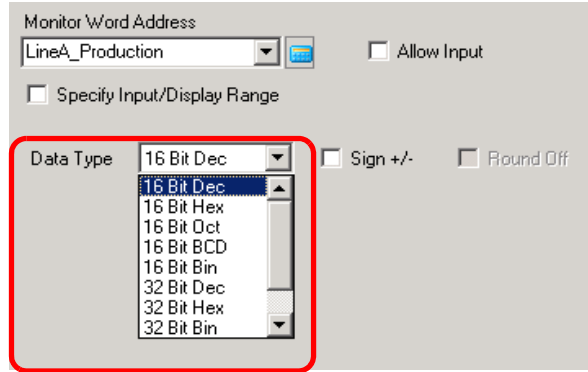 Monitor Word Address
LineA_Production
Allow Input
Specify Input/Display Range
Data Type 16 Bit Dec Sign +/- Round Off
16 Bit Dec
16 Bit Hex
16 Bit Oct
16 Bit BCD
16 Bit Bin
32 Bit Dec
32 Bit Hex
32 Bit Bin